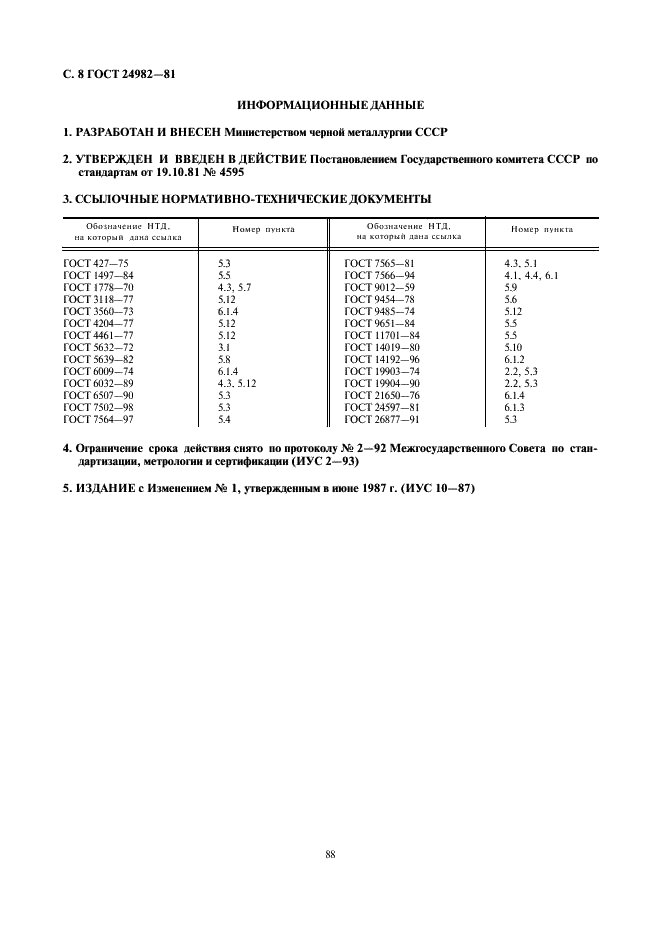 С. 8 ГОСТ 24982—81
ИНФОРМАЦИОННЫЕ ДАННЫЕ
1. РАЗРАБОТАН И ВНЕСЕН Министерством черной металлургии СССР
2. УТВЕРЖДЕН И ВВЕДЕН В ДЕЙСТВИЕ Постановлением Государственного комитета СССР по
стандартам от 19.10.81 № 4595
3. ССЫЛОЧНЫЕ НОРМАТИВНО-ТЕХНИЧЕСКИЕ ДОКУМЕНТЫ
Обозначение НТД, на который дана ссылка | Номер пункта | Обозначение НТД, на который дана ссылка | Номер пункта
ГОСТ 427—75 5.3 ГОСТ 7565—81 4.3, 5.1
ГОСТ 1497—84 5.5 ГОСТ 7566—94 4.1, 4.4, 6.1
ГОСТ 1778—70 4.3, 5.7 ГОСТ 9012—59 5.9
ГОСТ 3118—77 5.12 ГОСТ 9454—78 5.6
ГОСТ 3560—73 6.1.4 ГОСТ 9485—74 5.12
ГОСТ 4204—77 5.12 ГОСТ 9651—84 5.5
ГОСТ 4461—77 5.12 ГОСТ 11701—84 5.5
ГОСТ 5632—72 3.1 ГОСТ 14019—80 5.10
ГОСТ 5639—82 5.8 ГОСТ 14192—96 6.1.2
ГОСТ 6009—74 6.1.4 ГОСТ 19903—74 2.2, 5.3
ГОСТ 6032—89 4.3, 5.12 ГОСТ 19904—90 2.2, 5.3
ГОСТ 6507—90 5.3 ГОСТ 21650—76 6.1.4
ГОСТ 7502—98 5.3 ГОСТ 24597—81 6.1.3
ГОСТ 7564—97 5.4 ГОСТ 26877—91 5.3
4. Ограничение срока действия снято по протоколу № 2—92 Межгосударственного Совета по стан-
дартизации, метрологии и сертификации (ИУС 2—93)
5. ИЗДАНИЕ с Изменением № 1, утвержденным в июне 1987 г. (ИУС 10—87)
88